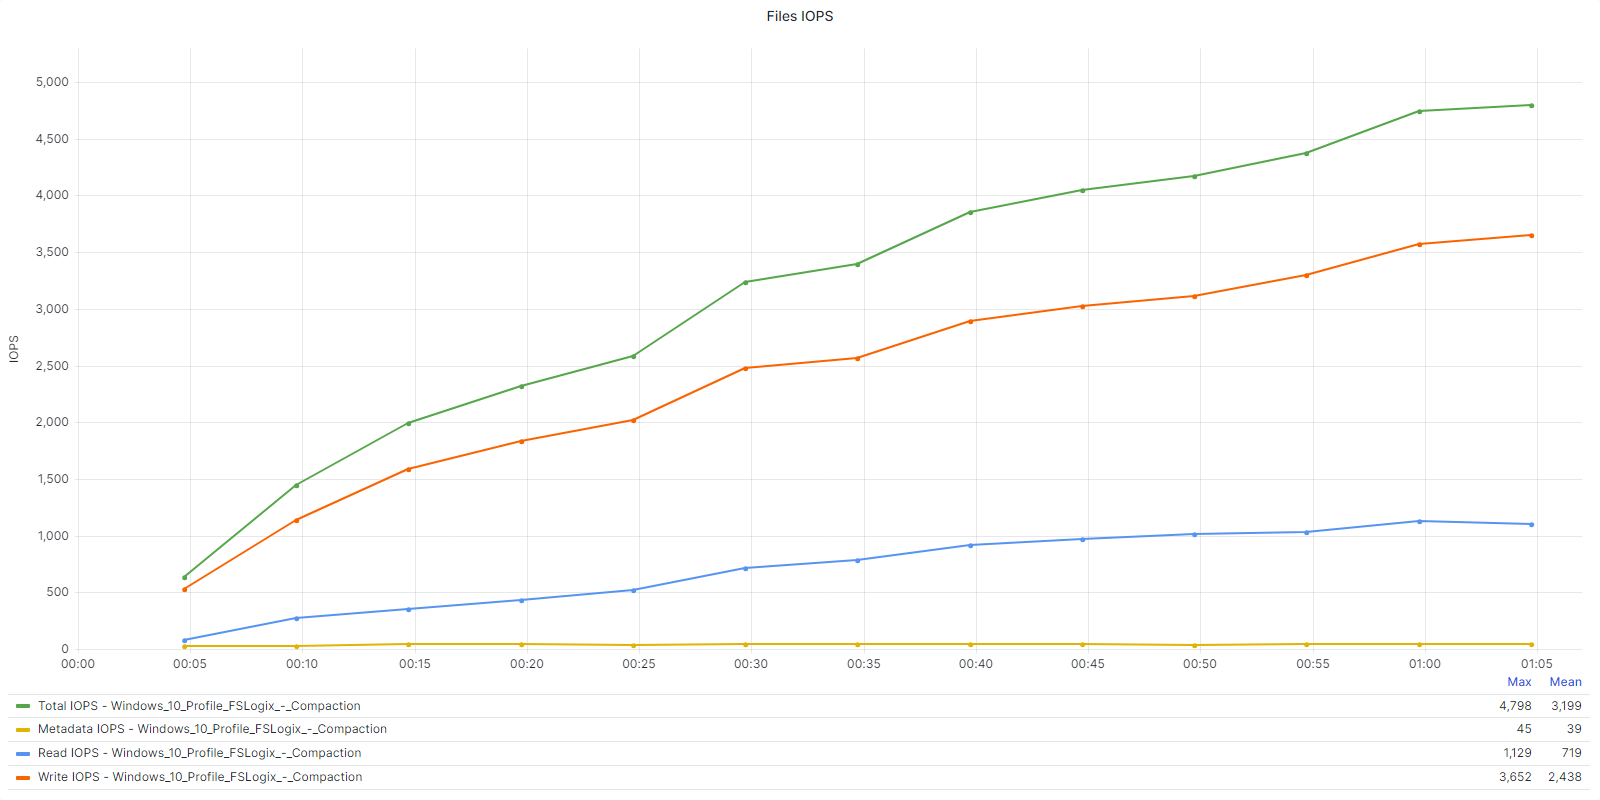 Files IOPS
5,000
4,500
4,000
3,500
3,000
2,500
2,000
1,500
1,000
500
0
IOPS
00:00 00:05 00:10 00:15 00:20 00:25 00:30 00:35 00:40 00:45 00:50 00:55 01:00 01:05
Max Mean
Total IOPS - Windows_10_Profile_FSLogix_-_Compaction 4,798 3,199
Metadata IOPS - Windows_10_Profile_FSLogix_-_Compaction 45 39
Read IOPS - Windows_10_Profile_FSLogix_-_Compaction 1,129 719
Write IOPS - Windows_10_Profile_FSLogix_-_Compaction 3,652 2,438